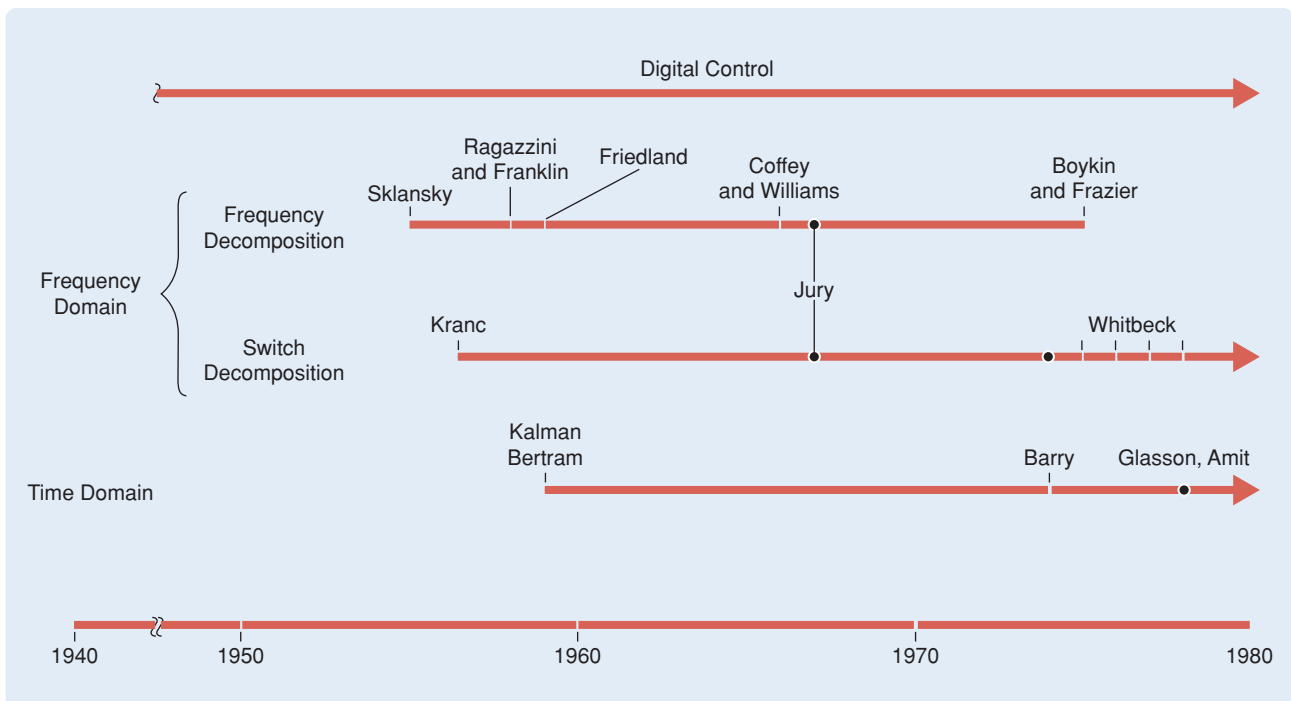 Digital Control
Ragazzini
and Franklin
Friedland
Coffey
and Williams
Boykin
and Frazier
Sklansky
Frequency
Decomposition
Frequency
Domain
Jury
Kranc
Whitbeck
Switch
Decomposition
Kalman
Bertram
Barry
Glasson, Amit
Time Domain
1940
1950
1960
1970
1980